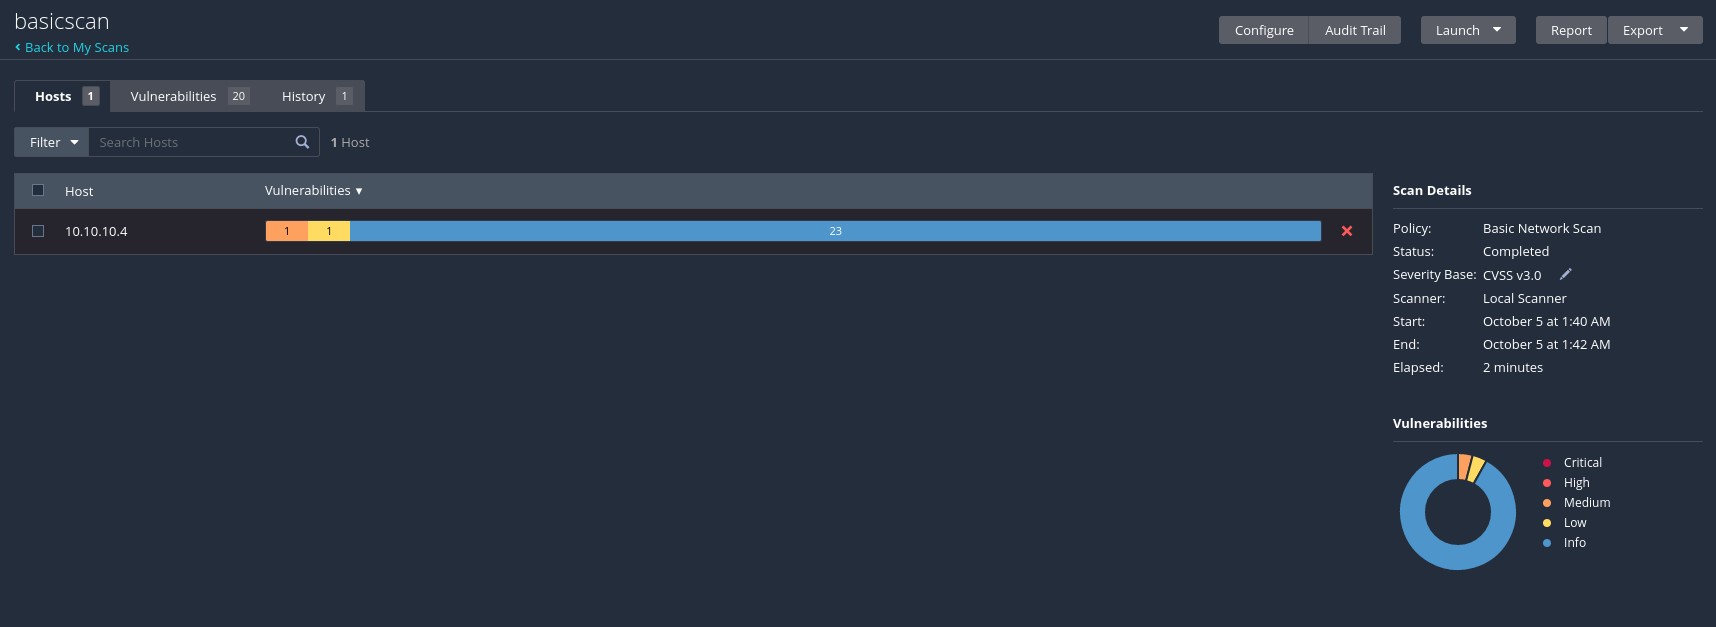 basicscan
Back to My Scans
Configure Audit Trail Launch Report Export
Hosts 1 Vulnerabilities 20 History 1
Filter Search Hosts 1 Host
Host Vulnerabilities
10.10.10.4 1 1 23
Scan Details
Policy: Basic Network Scan
Status: Completed
Severity Base: CVSS v3.0
Scanner: Local Scanner
Start: October 5 at 1:40 AM
End: October 5 at 1:42 AM
Elapsed: 2 minutes
Vulnerabilities
Critical
High
Medium
Low
Info